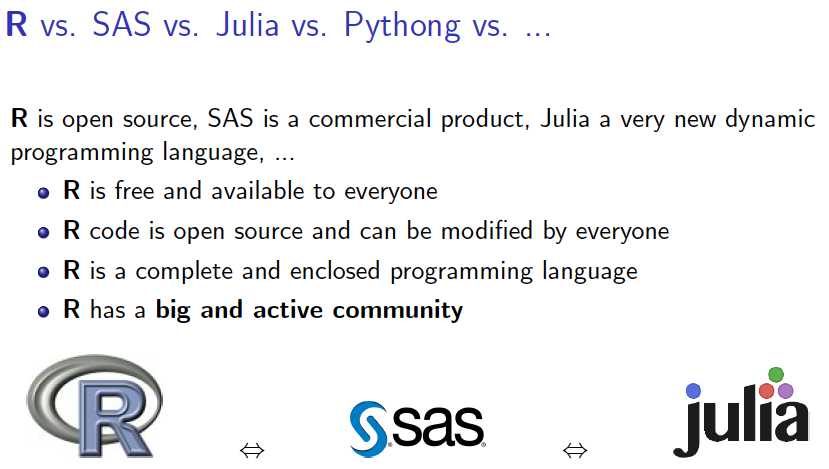 R vs. SAS vs. Julia vs. Pythong vs. ...
R is open source, SAS is a commercial product, Julia a very new dynamic
programming language, ...
R is free and available to everyone
R code is open source and can be modified by everyone
R is a complete and enclosed programming language
R has a big and active community
R ⇔ sas ⇔ julia